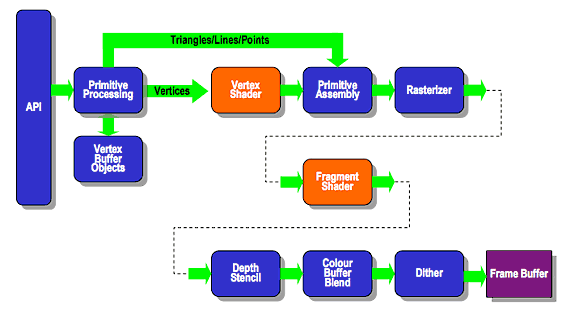 Triangles/Lines/Points
API
Primitive
Processing
Vertices
Vertex
Shader
Primitive
Assembly
Rasterizer
Vertex
Buffer
Objects
Fragment
Shader
Depth
Stencil
Colour
Buffer
Blend
Dither
Frame Buffer